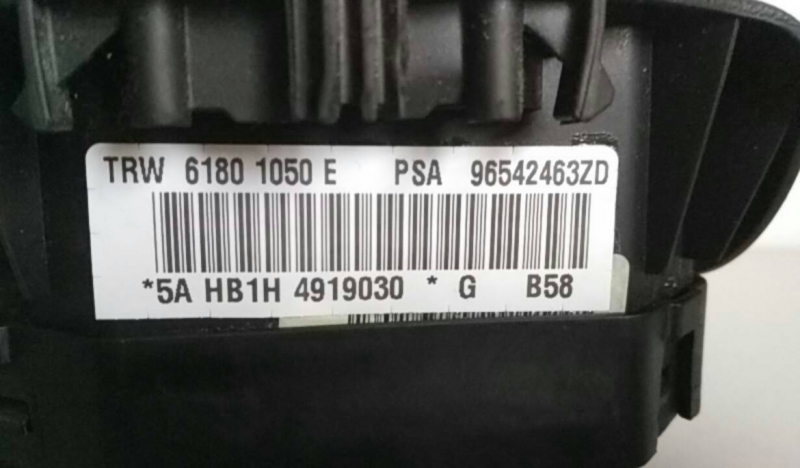 TRW 6180 1050 E PSA 96542463ZD
*5A HB1H 4919030 * G B58